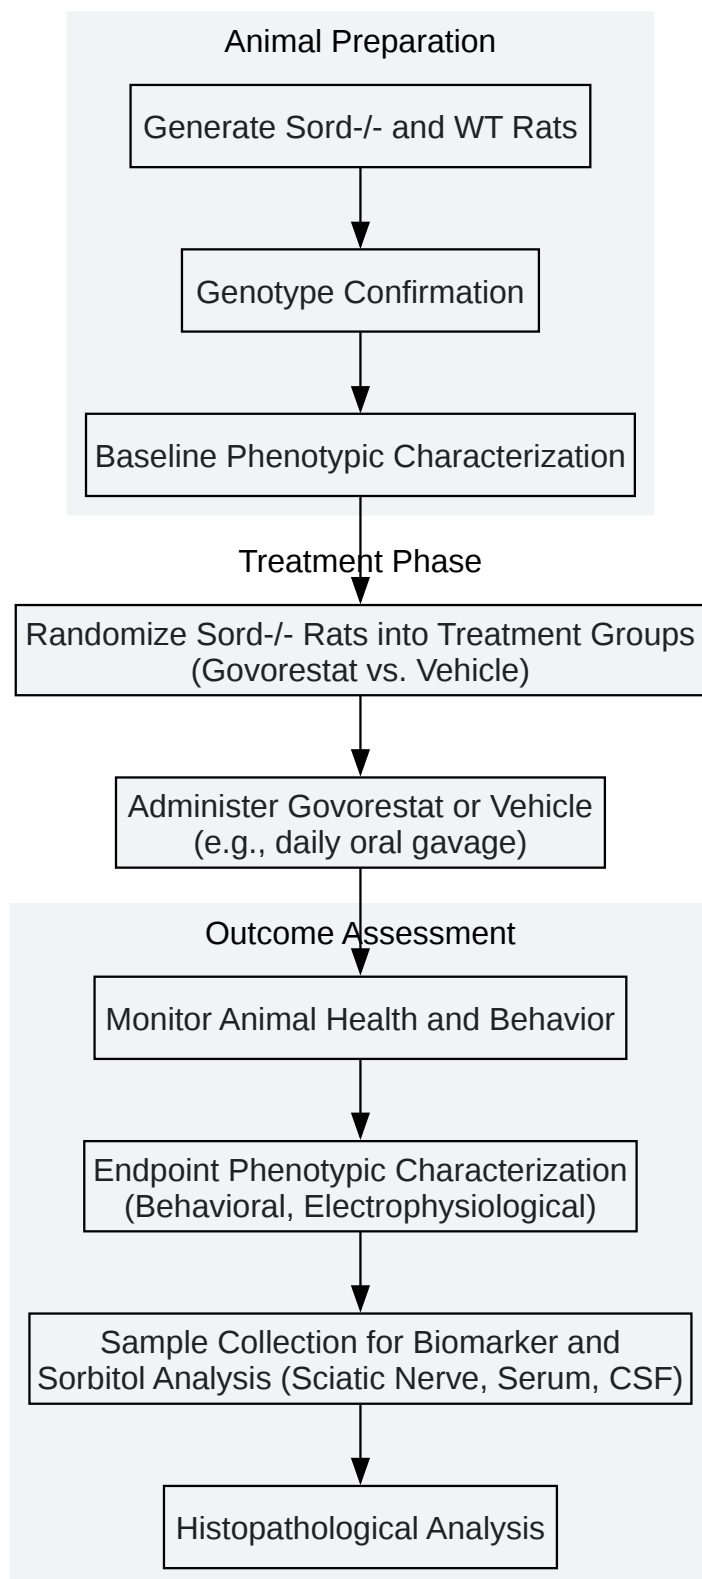 Animal Preparation
Generate Sord-/- and WT Rats
Genotype Confirmation
Baseline Phenotypic Characterization
Treatment Phase
Randomize Sord-/- Rats into Treatment Groups
(Govorestat vs. Vehicle)
Administer Govorestat or Vehicle
(e.g., daily oral gavage)
Outcome Assessment
Monitor Animal Health and Behavior
Endpoint Phenotypic Characterization
(Behavioral, Electrophysiological)
Sample Collection for Biomarker and
Sorbitol Analysis (Sciatic Nerve, Serum, CSF)
Histopathological Analysis